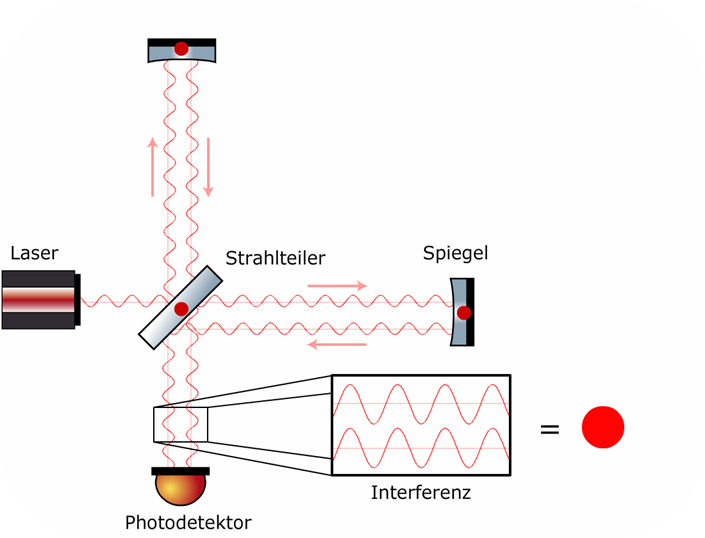 Laser
Strahlteiler
Spiegel
=
Interferenz
Photodetektor